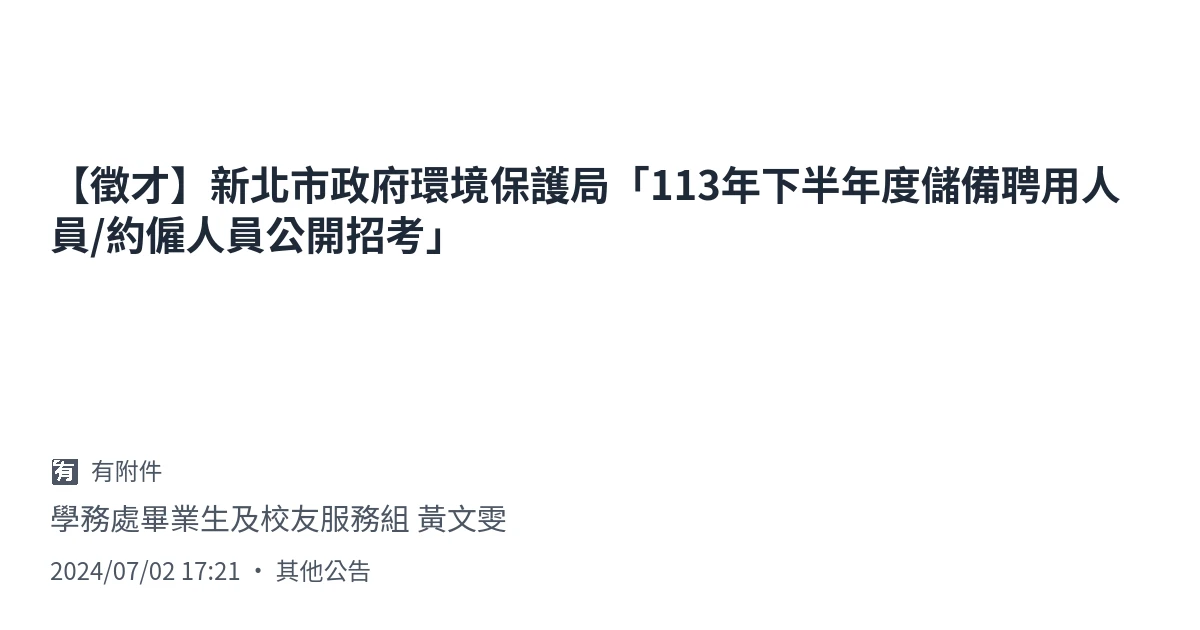 【徵才】新北市政府環境保護局「113年下半年度儲備聘用人
員/約僱人員公開招考」
有 有附件
學務處畢業生及校友服務組 黃文雯
2024/07/02 17:21 • 其他公告